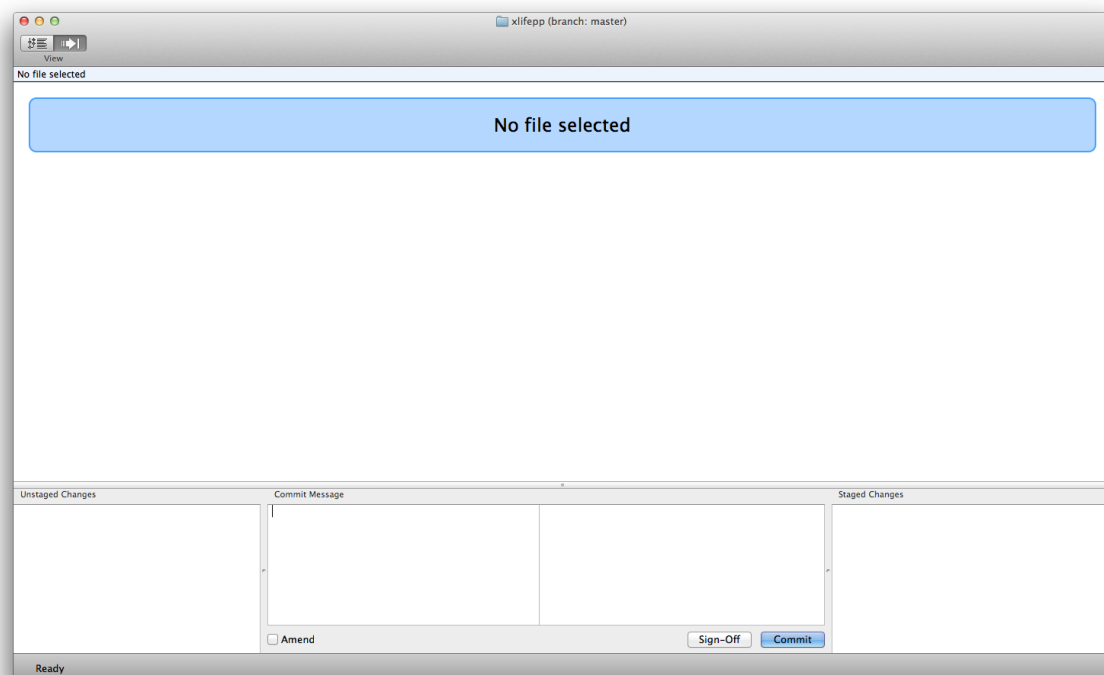 xlifepp (branch: master)
View
No file selected
No file selected
Unstaged Changes
Commit Message
Staged Changes
Amend
Sign-Off
Commit
Ready